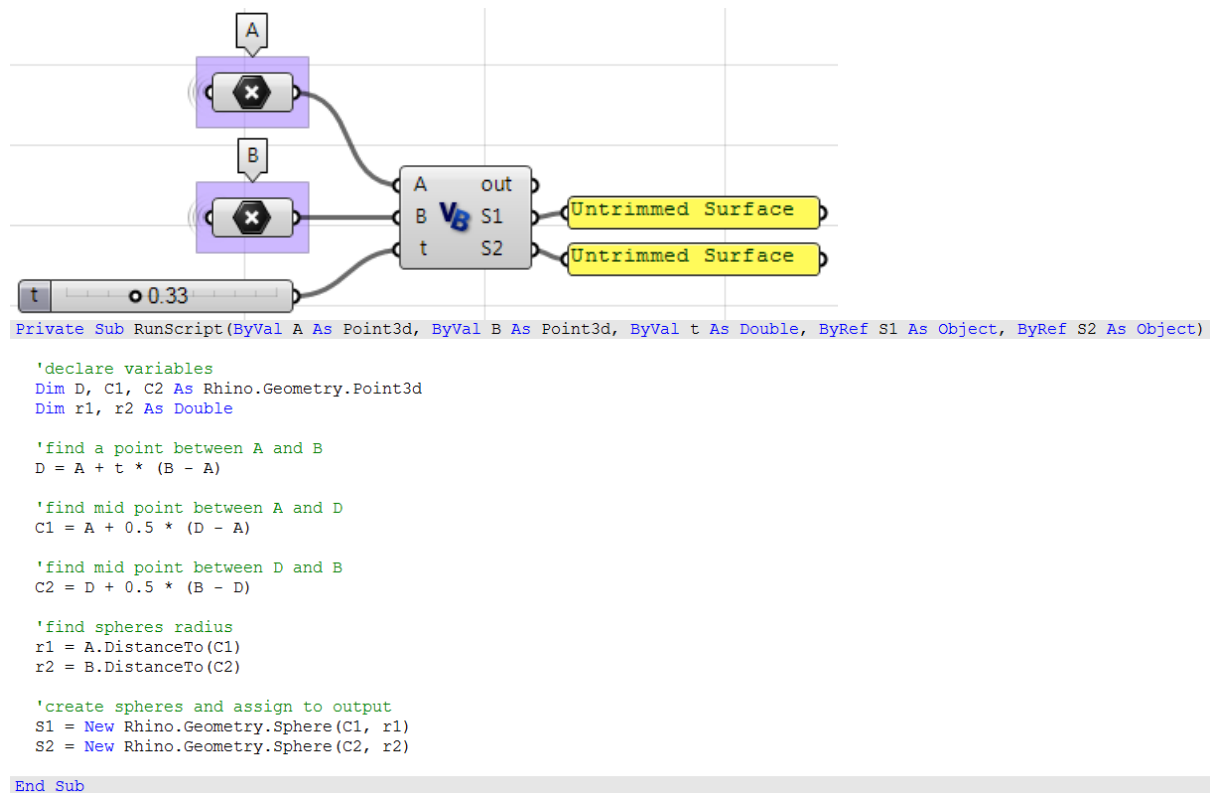 A
B
A out
B VB S1
t S2
Untrimmed Surface
Untrimmed Surface
t 0.33
Private Sub RunScript(ByVal A As Point3d, ByVal B As Point3d, ByVal t As Double, ByRef S1 As Object, ByRef S2 As Object)
'declare variables
Dim D, C1, C2 As Rhino.Geometry.Point3d
Dim r1, r2 As Double
'find a point between A and B
D = A + t * (B - A)
'find mid point between A and D
C1 = A + 0.5 * (D - A)
'find mid point between D and B
C2 = D + 0.5 * (B - D)
'find spheres radius
r1 = A.DistanceTo(C1)
r2 = B.DistanceTo(C2)
'create spheres and assign to output
S1 = New Rhino.Geometry.Sphere(C1, r1)
S2 = New Rhino.Geometry.Sphere(C2, r2)
End Sub